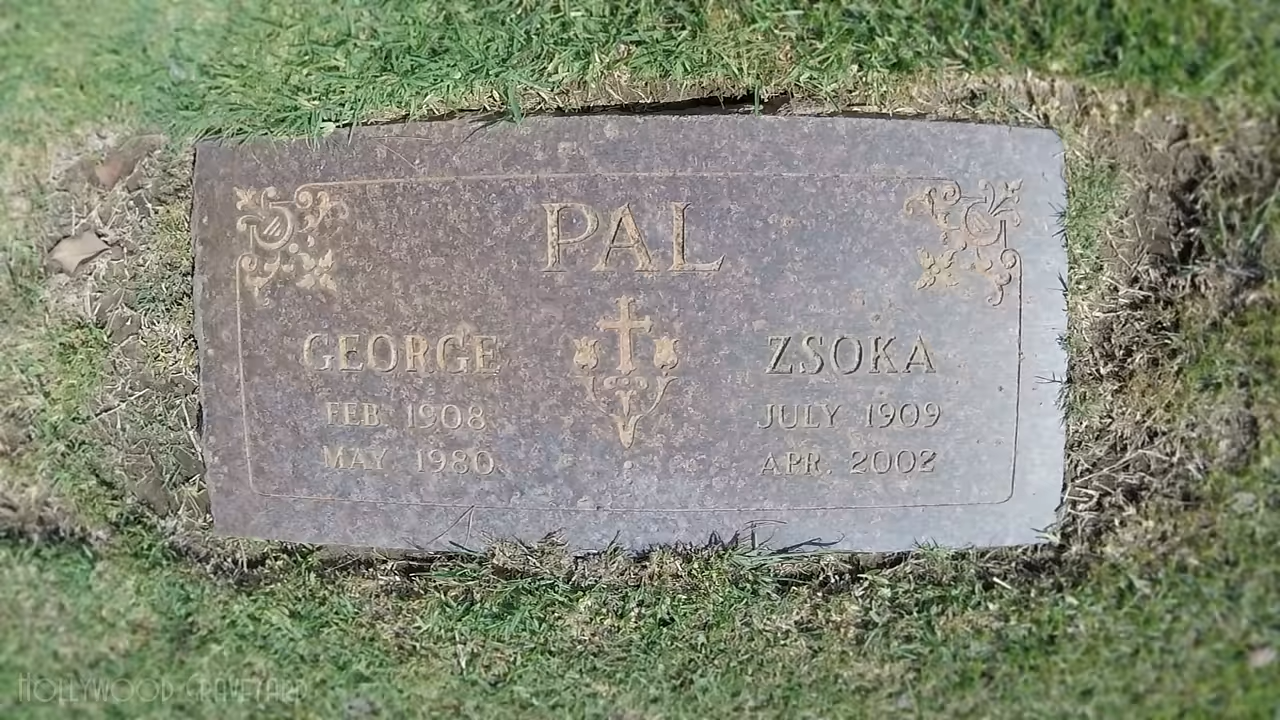 PAL
GEORGE
FEB 1908
MAY 1980
ZSOKA
JULY 1909
APR. 2002
HOLLYWOOD GRAVEYARD